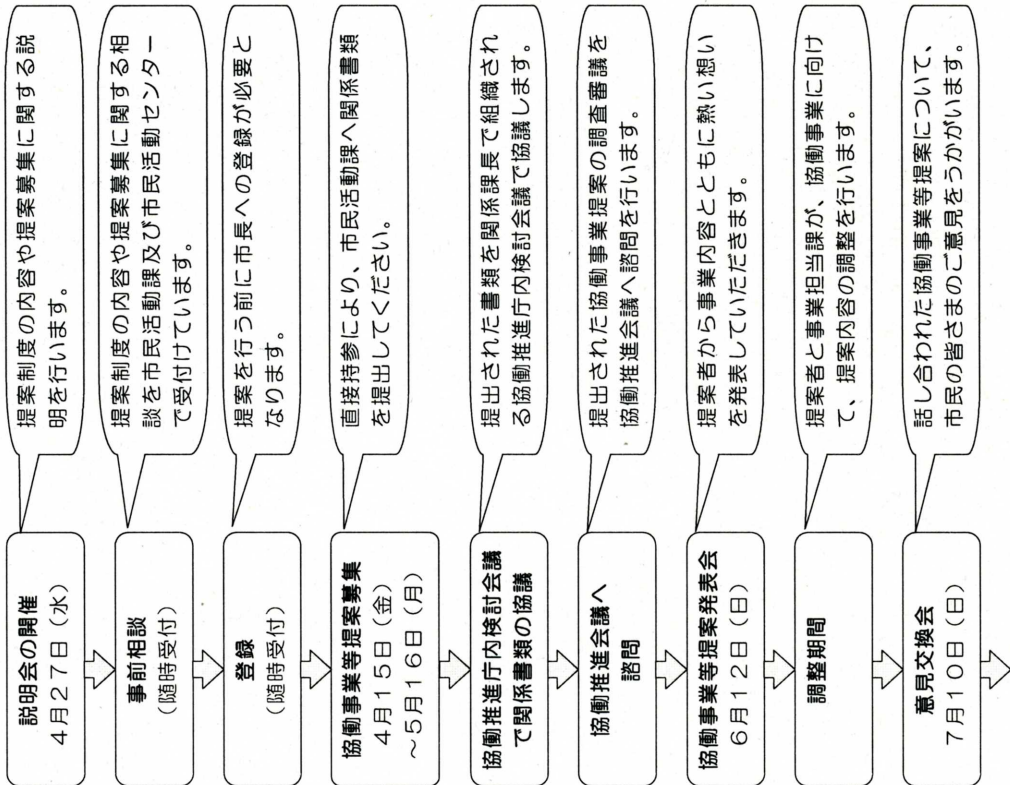 説明会の開催
4月27日（水）
提案制度の内容や提案募集に関する説
明を行います。
事前相談
（随時受付）
提案制度の内容や提案募集に関する相
談を市民活動課及び市民活動センター
で受付けています。
登録
（随時受付）
提案を行う前に市長への登録が必要と
なります。
協働事業等提案募集
4月15日（金）
～5月16日（月）
直接持参により、市民活動課へ関係書類
を提出してください。
協働推進庁内検討会議
で関係書類の協議
提出された書類を関係課長で組織され
る協働推進庁内検討会議で協議します。
協働推進会議へ
諮問
提出された協働事業提案の調査審議を
協働推進会議へ諮問を行います。
協働事業等提案発表会
6月12日（日）
提案者から事業内容とともに熱い想い
を発表していただきます。
調整期間
提案者と事業担当課が、協働事業に向け
て、提案内容の調整を行います。
意見交換会
7月10日（日）
話し合われた協働事業等提案について、
市民の皆さまのご意見をうかがいます。